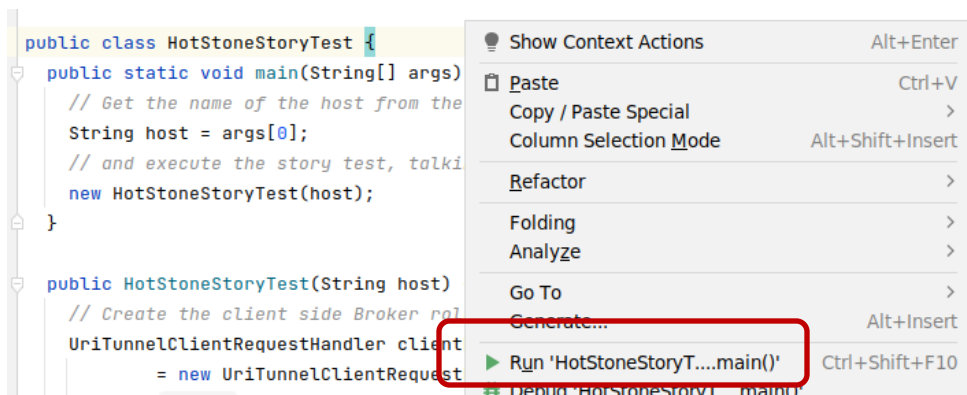 public class HotStoneStoryTest {
public static void main(String[] args)
// Get the name of the host from the
String host = args[0];
// and execute the story test, talki
new HotStoneStoryTest(host);
}
public HotStoneStoryTest(String host)
// Create the client side Broker rol
UriTunnelClientRequestHandler client
= new UriTunnelClientRequest
Show Context Actions Alt+Enter
Paste Ctrl+V
Copy / Paste Special >
Column Selection Mode Alt+Shift+Insert
Refactor >
Folding >
Analyze >
Go To >
Generate... Alt+Insert
Run 'HotStoneStoryT....main()' Ctrl+Shift+F10
Debug 'HotStoneStoryT....main()'